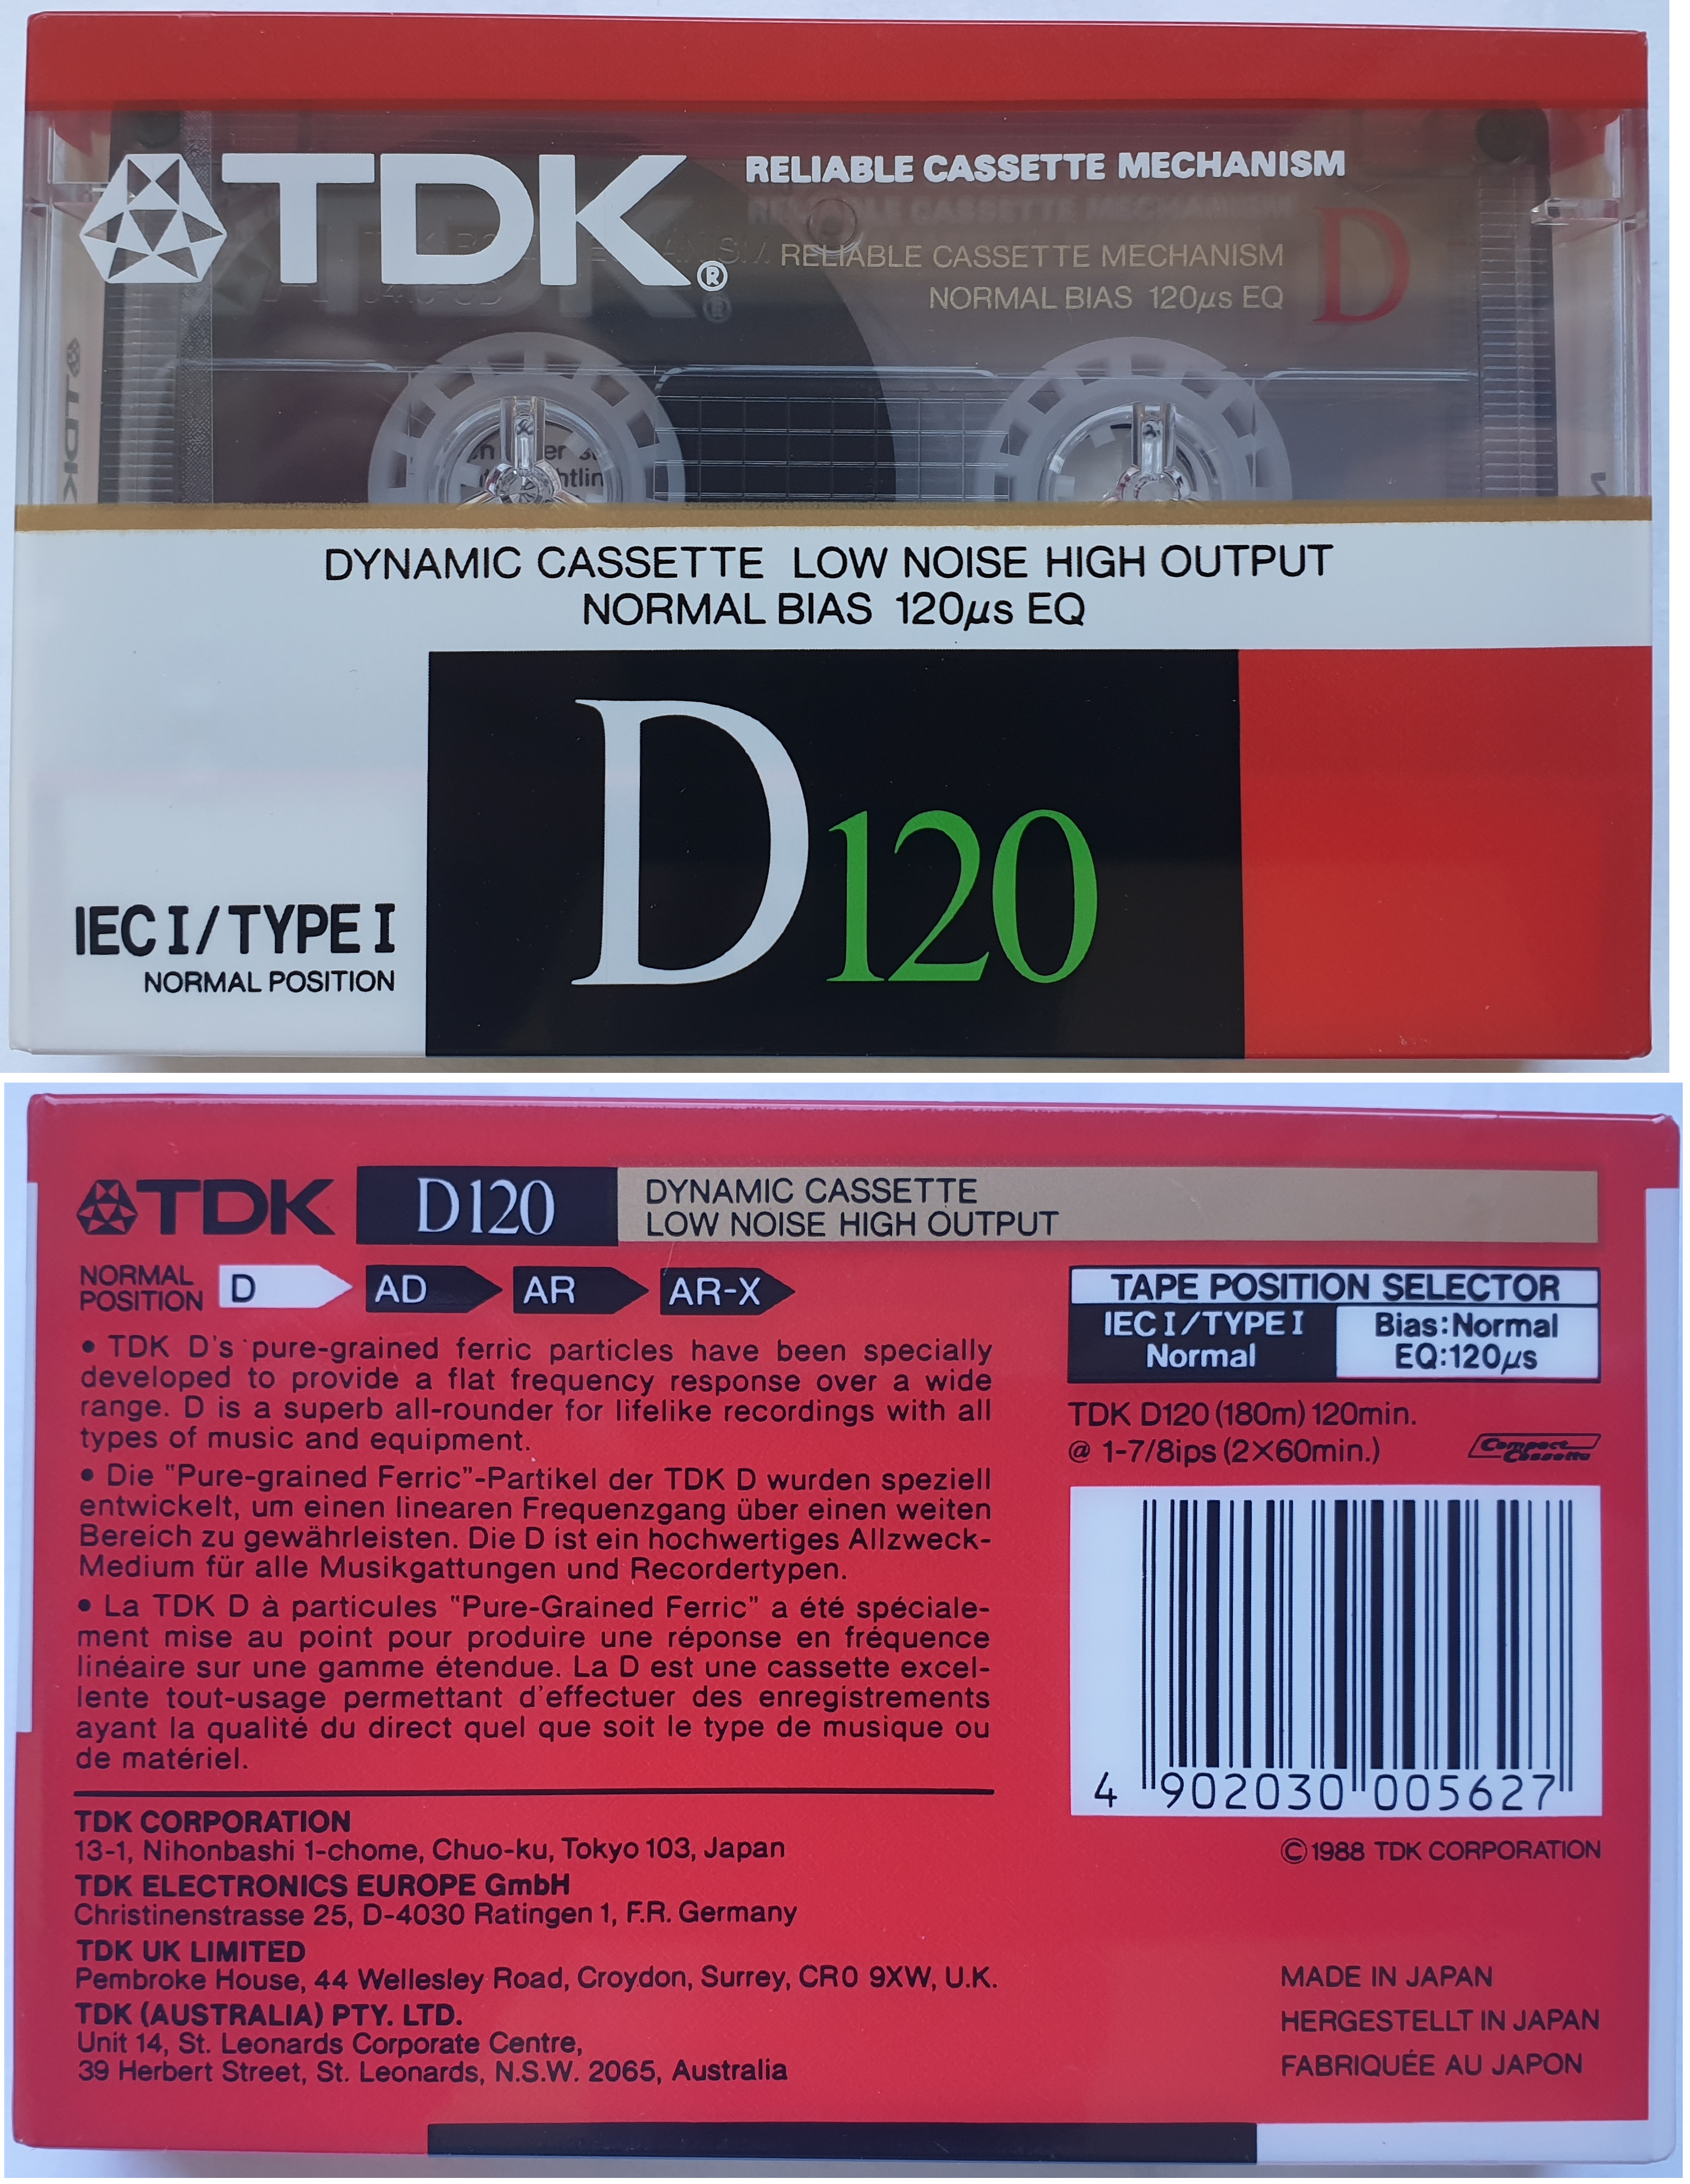 TDK®
RELIABLE CASSETTE MECHANISM
RELIABLE CASSETTE MECHANISM
NORMAL BIAS 120µs EQ
D
TDK
DYNAMIC CASSETTE LOW NOISE HIGH OUTPUT
NORMAL BIAS 120µs EQ
D120
IEC I/TYPE I
NORMAL POSITION
TDK
D120
DYNAMIC CASSETTE
LOW NOISE HIGH OUTPUT
NORMAL
POSITION
D
AD
AR
AR-X
• TDK D's pure-grained ferric particles have been specially
developed to provide a flat frequency response over a wide
range. D is a superb all-rounder for lifelike recordings with all
types of music and equipment.
• Die "Pure-grained Ferric"-Partikel der TDK D wurden speziell
entwickelt, um einen linearen Frequenzgang über einen weiten
Bereich zu gewährleisten. Die D ist ein hochwertiges Allzweck-
Medium für alle Musikgattungen und Recordertypen.
• La TDK D à particules "Pure-Grained Ferric" a été spéciale-
ment mise au point pour produire une réponse en fréquence
linéaire sur une gamme étendue. La D est une cassette excel-
lente tout-usage permettant d'effectuer des enregistrements
ayant la qualité du direct quel que soit le type de musique ou
de matériel.
TDK CORPORATION
13-1, Nihonbashi 1-chome, Chuo-ku, Tokyo 103, Japan
TDK ELECTRONICS EUROPE GmbH
Christinenstrasse 25, D-4030 Ratingen 1, F.R. Germany
TDK UK LIMITED
Pembroke House, 44 Wellesley Road, Croydon, Surrey, CR0 9XW, U.K.
TDK (AUSTRALIA) PTY. LTD.
Unit 14, St. Leonards Corporate Centre,
39 Herbert Street, St. Leonards, N.S.W. 2065, Australia
TAPE POSITION SELECTOR
IEC I/TYPE I
Normal
Bias:Normal
EQ:120µs
TDK D120 (180m) 120min.
@ 1-7/8ips (2×60min.)
Compact
Cassette
4 902030 005627
©1988 TDK CORPORATION
MADE IN JAPAN
HERGESTELLT IN JAPAN
FABRIQUÉE AU JAPON